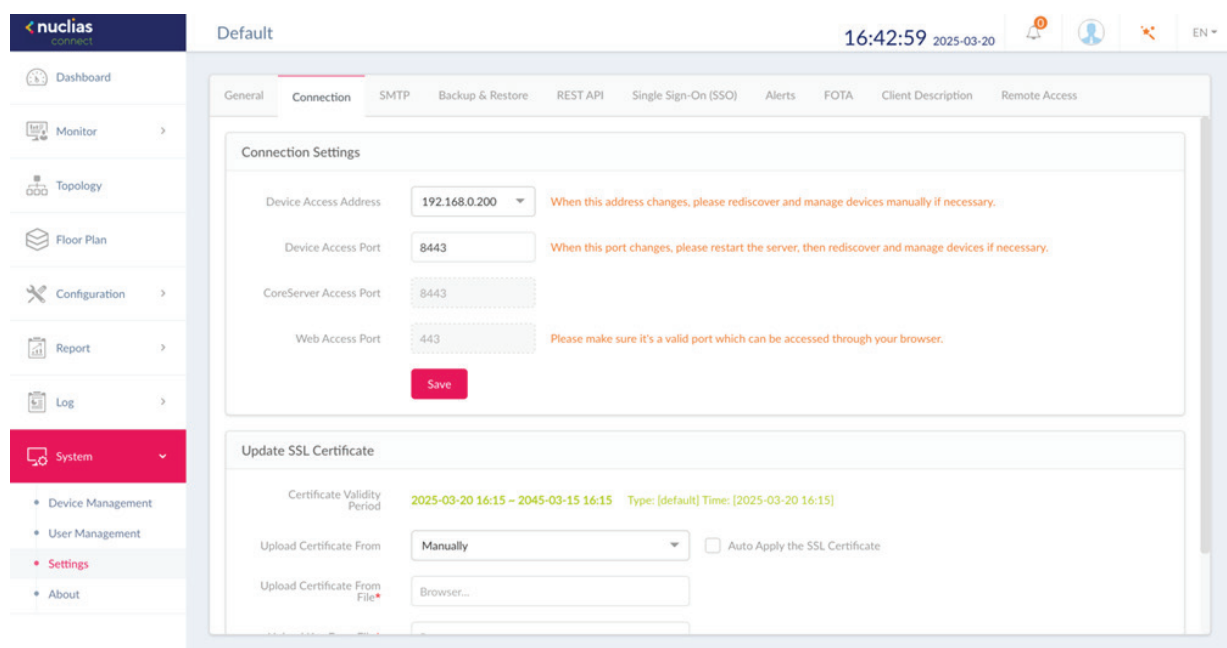 nuclias
connect
Default
16:42:59 2025-03-20
0
EN
Dashboard
Monitor
Topology
Floor Plan
Configuration
Report
Log
System
Device Management
User Management
Settings
About
General Connection SMTP Backup & Restore REST API Single Sign-On (SSO) Alerts FOTA Client Description Remote Access
Connection Settings
Device Access Address 192.168.0.200 When this address changes, please rediscover and manage devices manually if necessary.
Device Access Port 8443 When this port changes, please restart the server, then rediscover and manage devices if necessary.
CoreServer Access Port 8443
Web Access Port 443 Please make sure it's a valid port which can be accessed through your browser.
Save
Update SSL Certificate
Certificate Validity
Period
2025-03-20 16:15 ~ 2045-03-15 16:15 Type: [default] Time: [2025-03-20 16:15]
Upload Certificate From Manually Auto Apply the SSL Certificate
Upload Certificate From
File*
Browser...